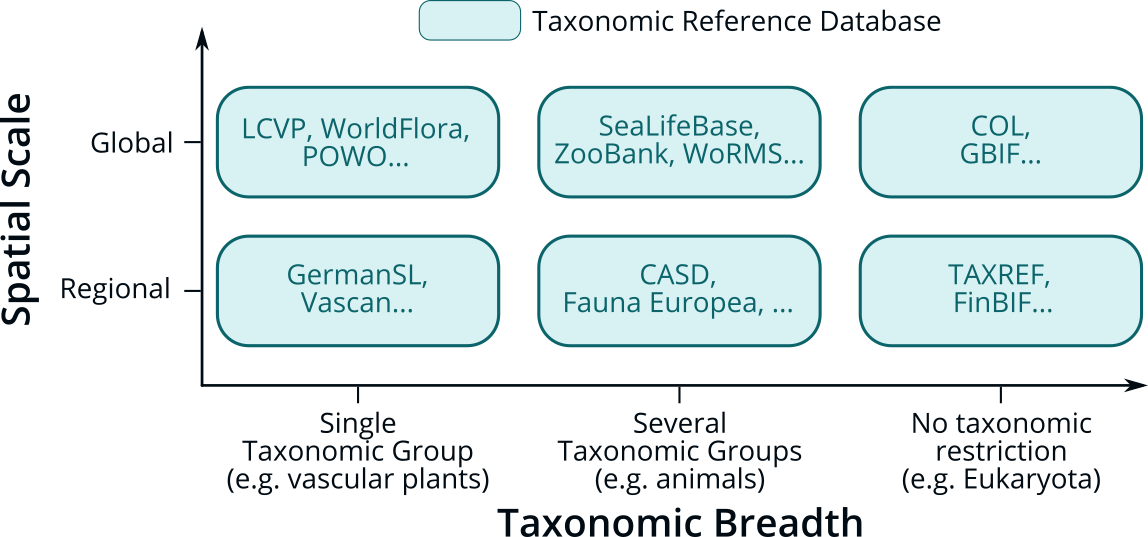 Taxonomic Reference Database
Spatial Scale
Global
LCVP, WorldFlora,
POWO...
SeaLifeBase,
ZooBank, WoRMS...
COL,
GBIF...
Regional
GermanSL,
Vascan...
CASD,
Fauna Europea, ...
TAXREF,
FinBIF...
Single
Taxonomic Group
(e.g. vascular plants)
Several
Taxonomic Groups
(e.g. animals)
No taxonomic
restriction
(e.g. Eukaryota)
Taxonomic Breadth